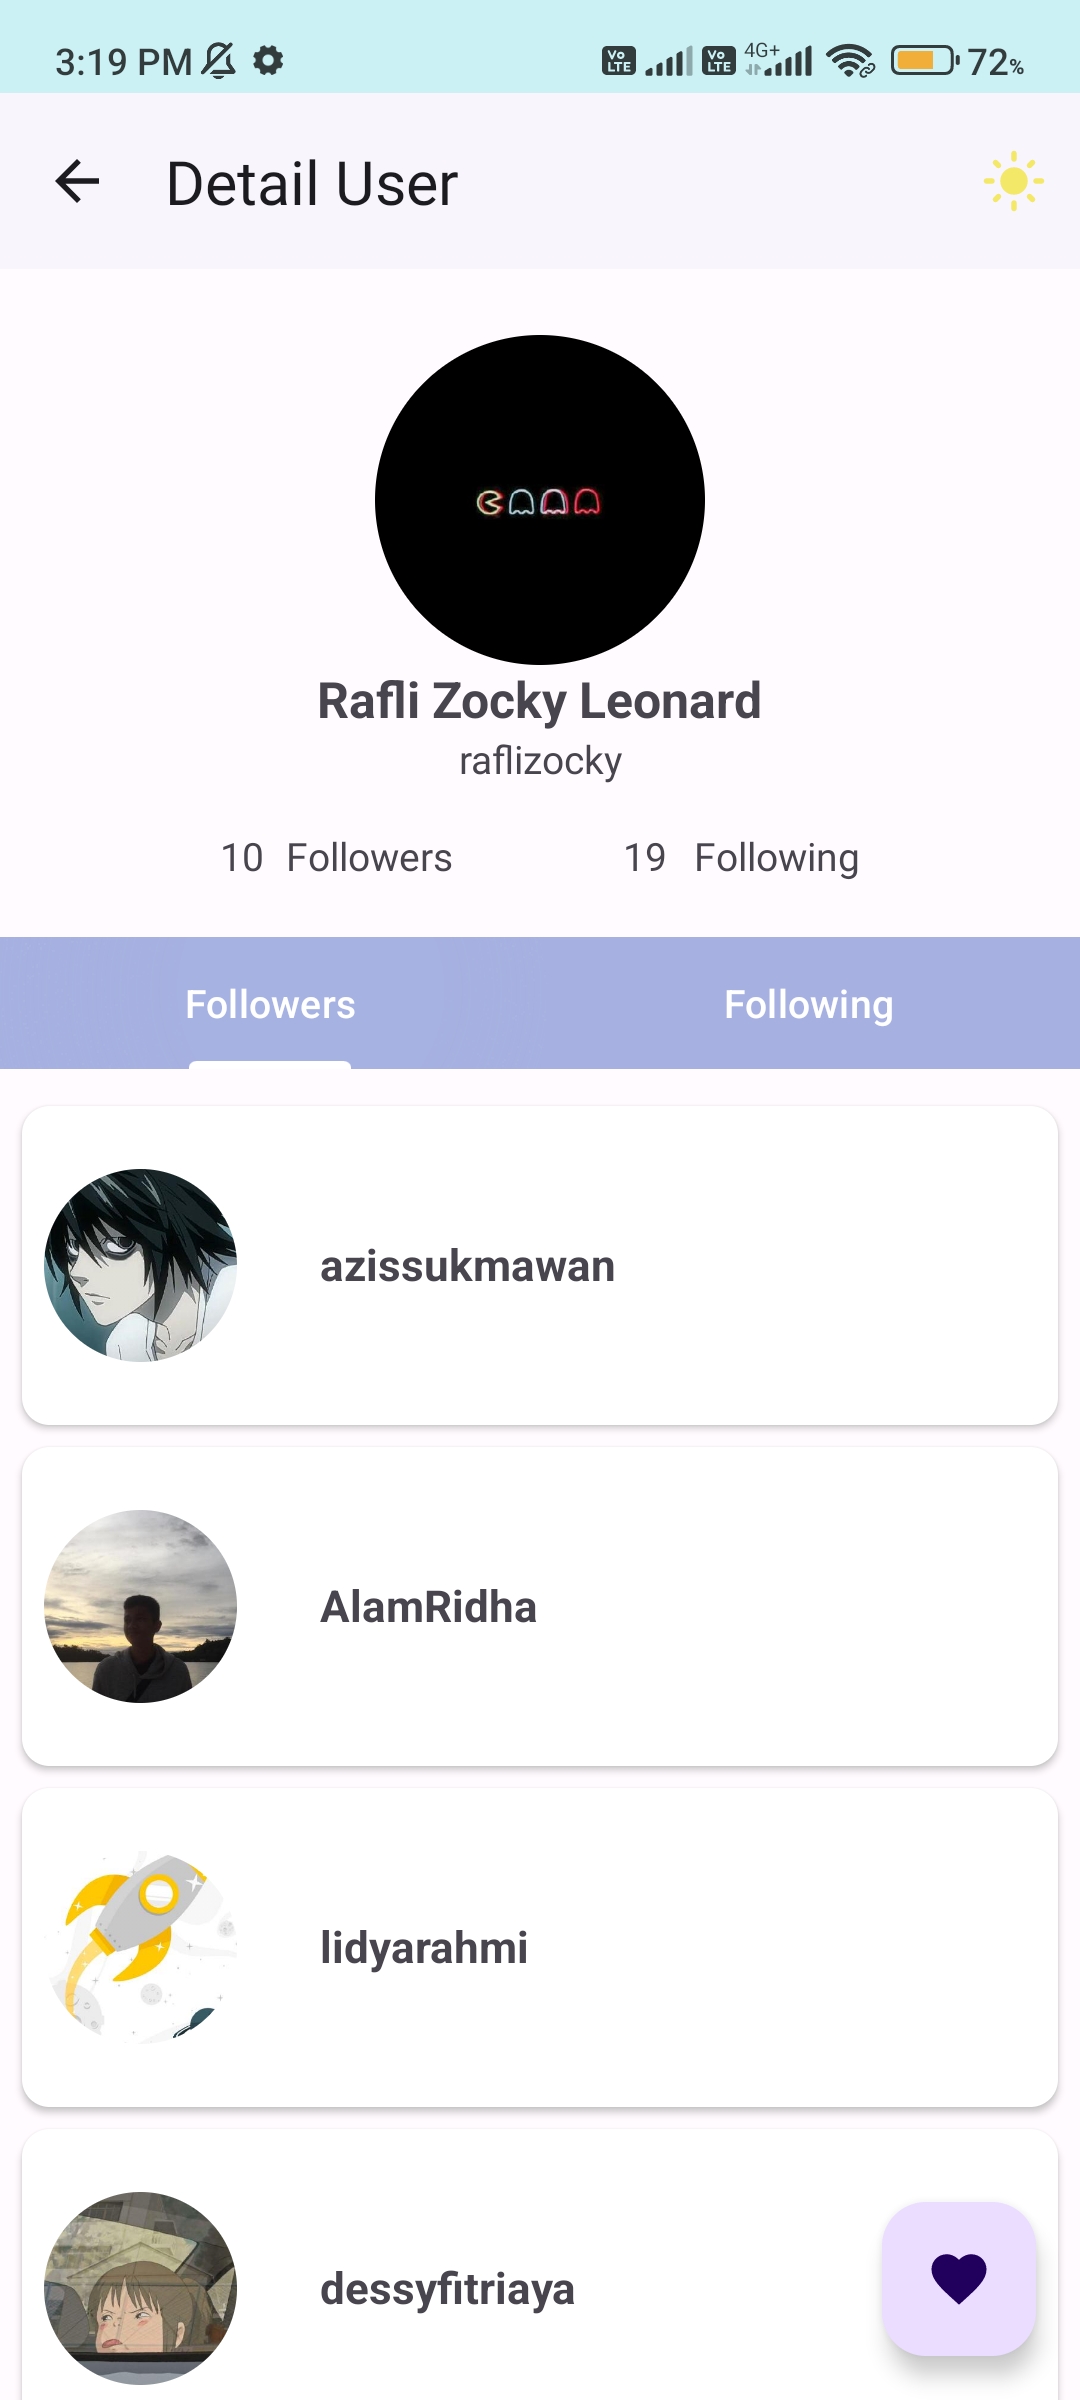 3:19 PM Vo LTE Vo LTE 4G+ 72%
Detail User
Rafli Zocky Leonard
raflizocky
10 Followers 19 Following
Followers Following
azissukmawan
AlamRidha
lidyarahmi
dessyfitriaya